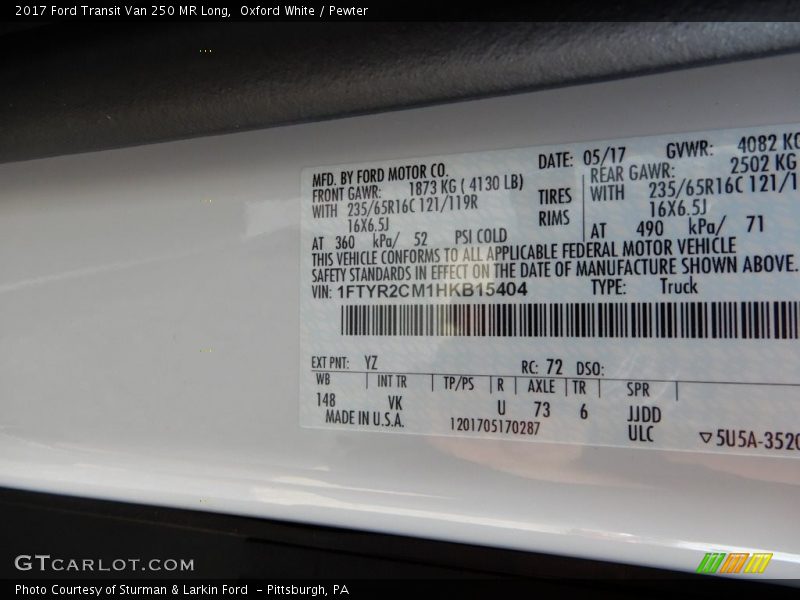 2017 Ford Transit Van 250 MR Long, Oxford White / Pewter
MFD. BY FORD MOTOR CO. DATE: 05/17 GVWR: 4082 KG
FRONT GAWR: 1873 KG ( 4130 LB) REAR GAWR: 2502 KG
WITH 235/65R16C 121/119R TIRES WITH 235/65R16C 121/1
16X6.5J RIMS 16X6.5J
AT 360 kPa/ 52 PSI COLD AT 490 kPa/ 71
THIS VEHICLE CONFORMS TO ALL APPLICABLE FEDERAL MOTOR VEHICLE
SAFETY STANDARDS IN EFFECT ON THE DATE OF MANUFACTURE SHOWN ABOVE.
VIN: 1FTYR2CM1HKB15404 TYPE: Truck
EXT PNT: YZ RC: 72 DSO:
WB INT TR TP/PS R AXLE TR SPR
148 VK U 73 6 JJDD
MADE IN U.S.A. 1201705170287 ULC ▽5U5A-3520
GTCARLOT.COM
Photo Courtesy of Sturman & Larkin Ford - Pittsburgh, PA